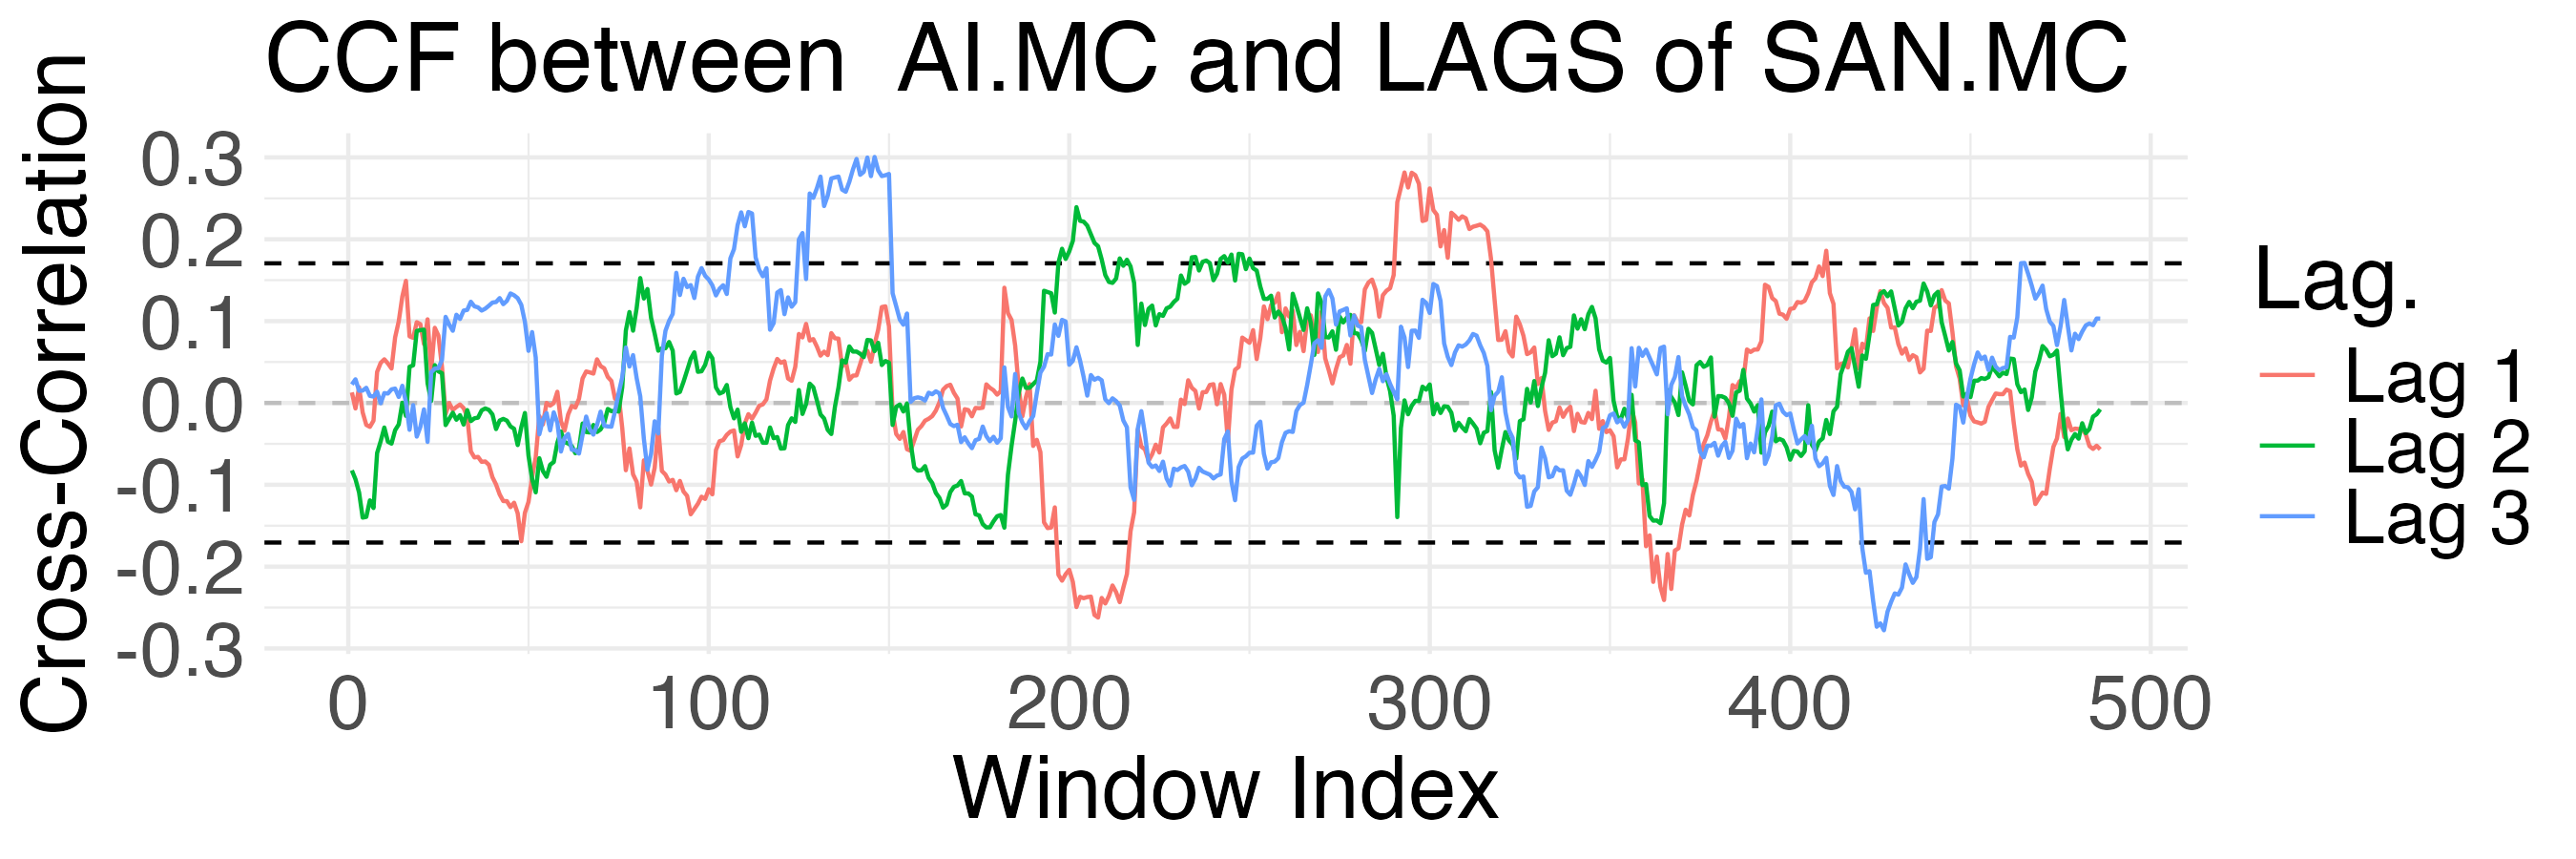 CCF between  AI.MC and LAGS of SAN.MC
Cross-Correlation
0.3
0.2
0.1
0.0
-0.1
-0.2
-0.3
0 100 200 300 400 500
Window Index
Lag.
Lag 1
Lag 2
Lag 3